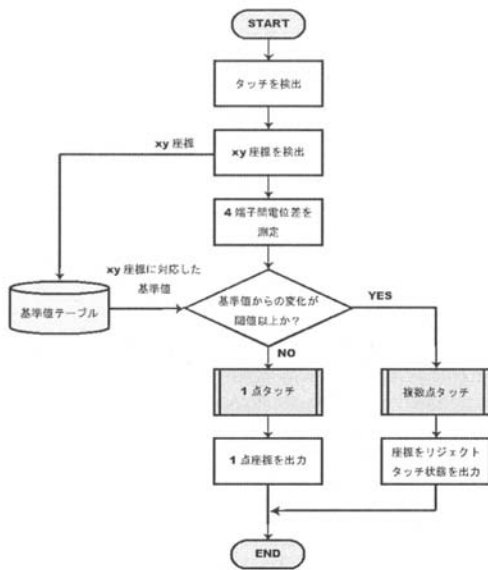 START
タッチを検出
xy 座標
xy 座標を検出
4 端子間電位差を
測定
xy 座標に対応した
基準値
基準値テーブル
基準値からの変化が
閾値以上か?
YES
NO
1 点タッチ
複数点タッチ
1 点座標を出力
座標をリジェクト
タッチ状態を出力
END